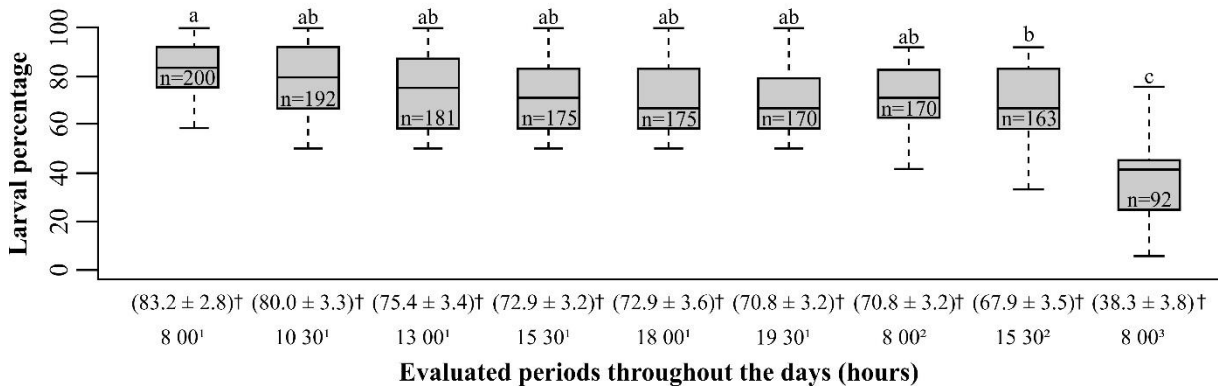 a ab ab ab ab ab ab b c
100
80
60
40
20
0
Larval percentage
n=200 n=192 n=181 n=175 n=175 n=170 n=170 n=163 n=92
(83.2 ± 2.8)† (80.0 ± 3.3)† (75.4 ± 3.4)† (72.9 ± 3.2)† (72.9 ± 3.6)† (70.8 ± 3.2)† (70.8 ± 3.2)† (67.9 ± 3.5)† (38.3 ± 3.8)†
8 00¹ 10 30¹ 13 00¹ 15 30¹ 18 00¹ 19 30¹ 8 00² 15 30² 8 00³
Evaluated periods throughout the days (hours)